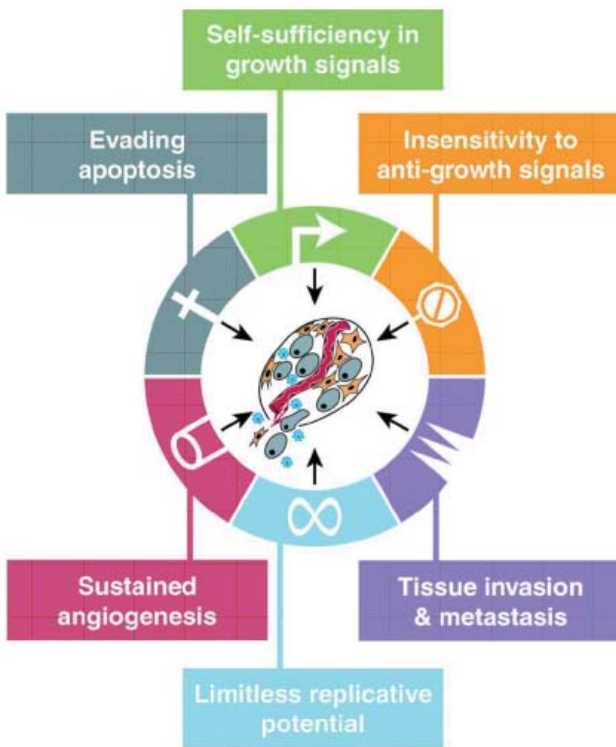 Self-sufficiency in
growth signals
Evading
apoptosis
Insensitivity to
anti-growth signals
Sustained
angiogenesis
Tissue invasion
& metastasis
Limitless replicative
potential